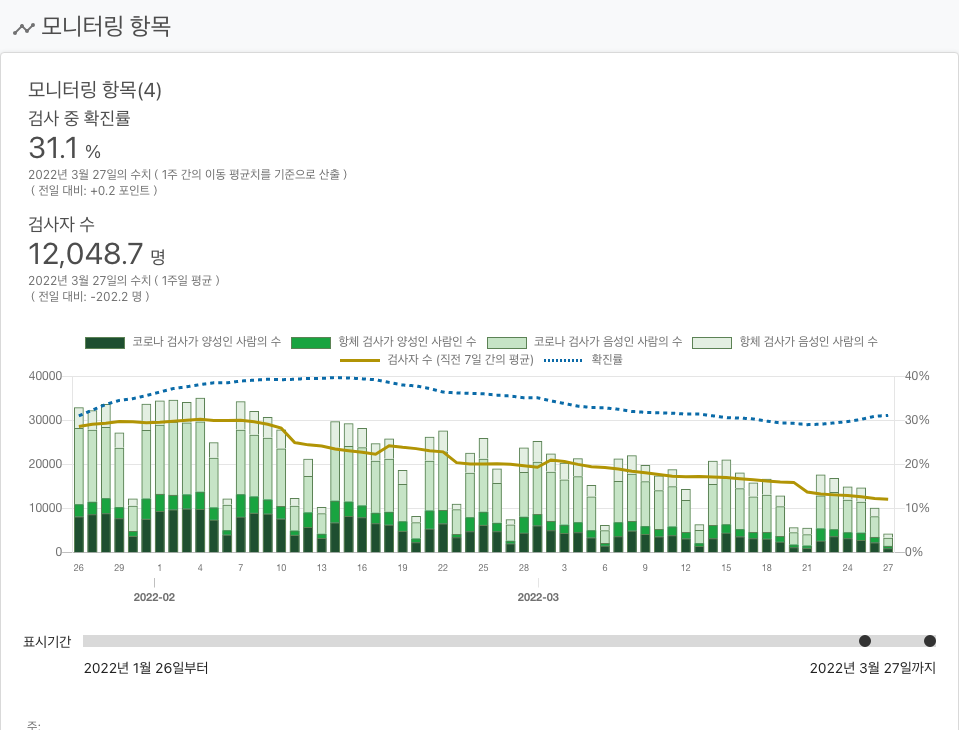 모니터링 항목
모니터링 항목(4)
검사 중 확진률
31.1 %
2022년 3월 27일의 수치 ( 1주 간의 이동 평균치를 기준으로 산출 )
( 전일 대비: +0.2 포인트 )
검사자 수
12,048.7 명
2022년 3월 27일의 수치 ( 1주일 평균 )
( 전일 대비: -202.2 명 )
코로나 검사가 양성인 사람의 수 항체 검사가 양성인 사람인 수 코로나 검사가 음성인 사람의 수 항체 검사가 음성인 사람의 수
검사자 수 (직전 7일 간의 평균) 확진률
40000 40%
30000 30%
20000 20%
10000 10%
0 0%
26 29 1 4 7 10 13 16 19 22 25 28 3 6 9 12 15 18 21 24 27
2022-02 2022-03
표시기간
2022년 1월 26일부터 2022년 3월 27일까지
주: